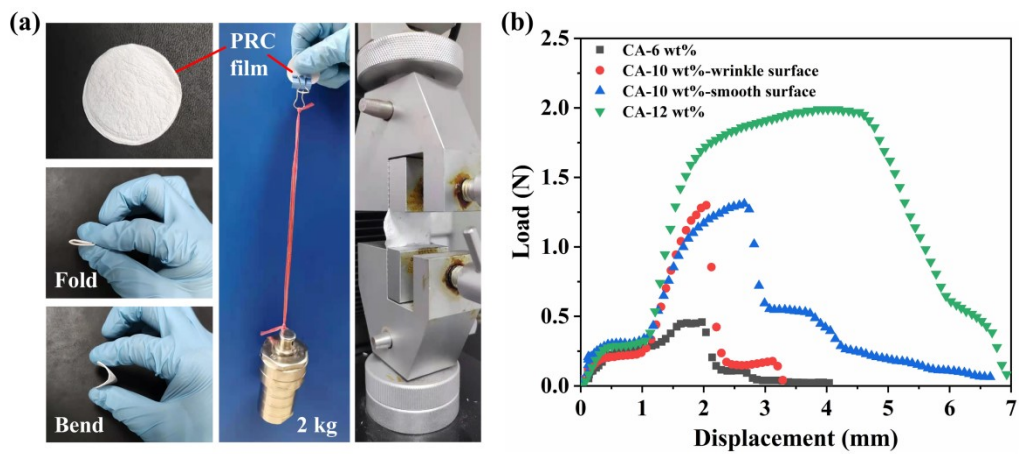 (a)
PRC
film
Fold
Bend
2 kg
(b)
CA-6 wt%
CA-10 wt%-wrinkle surface
CA-10 wt%-smooth surface
CA-12 wt%
Load (N)
2.5
2.0
1.5
1.0
0.5
0.0
0 1 2 3 4 5 6 7
Displacement (mm)